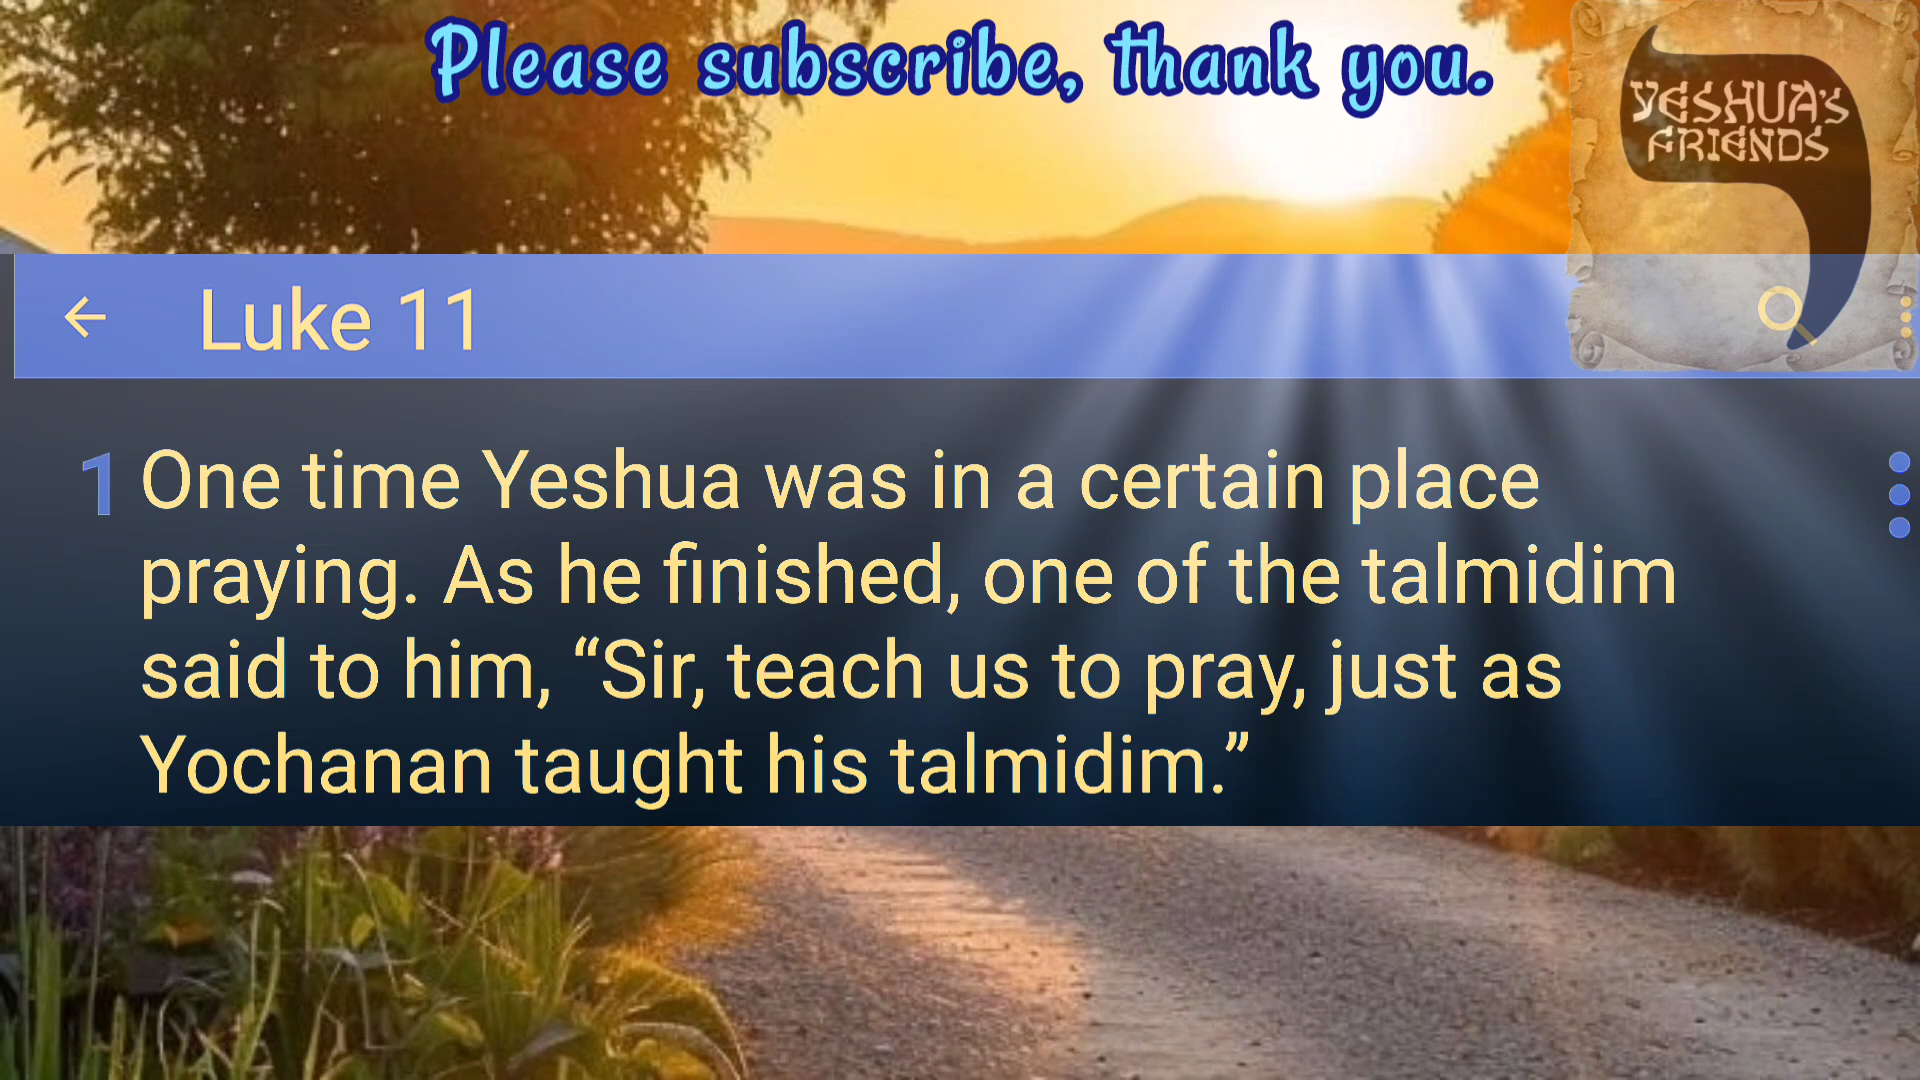 Please subscribe, thank you.
YESHUA'S
FRIENDS
Luke 11
1 One time Yeshua was in a certain place
praying. As he finished, one of the talmidim
said to him, “Sir, teach us to pray, just as
Yochanan taught his talmidim.”